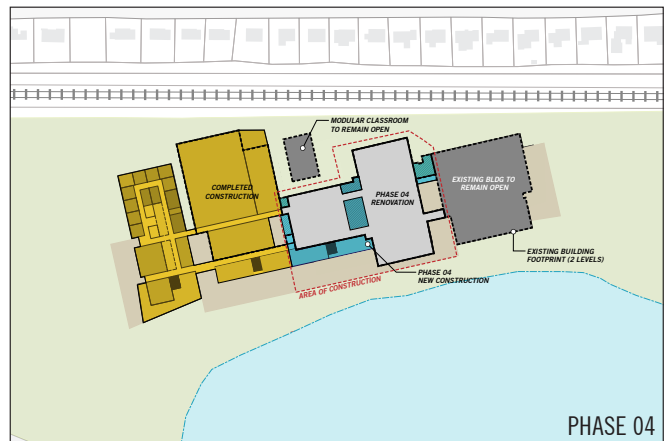 MODULAR CLASSROOM
TO REMAIN OPEN
COMPLETED
CONSTRUCTION
PHASE 04
RENOVATION
EXISTING BLDG TO
REMAIN OPEN
EXISTING BUILDING
FOOTPRINT (2 LEVELS)
PHASE 04
NEW CONSTRUCTION
AREA OF CONSTRUCTION
PHASE 04